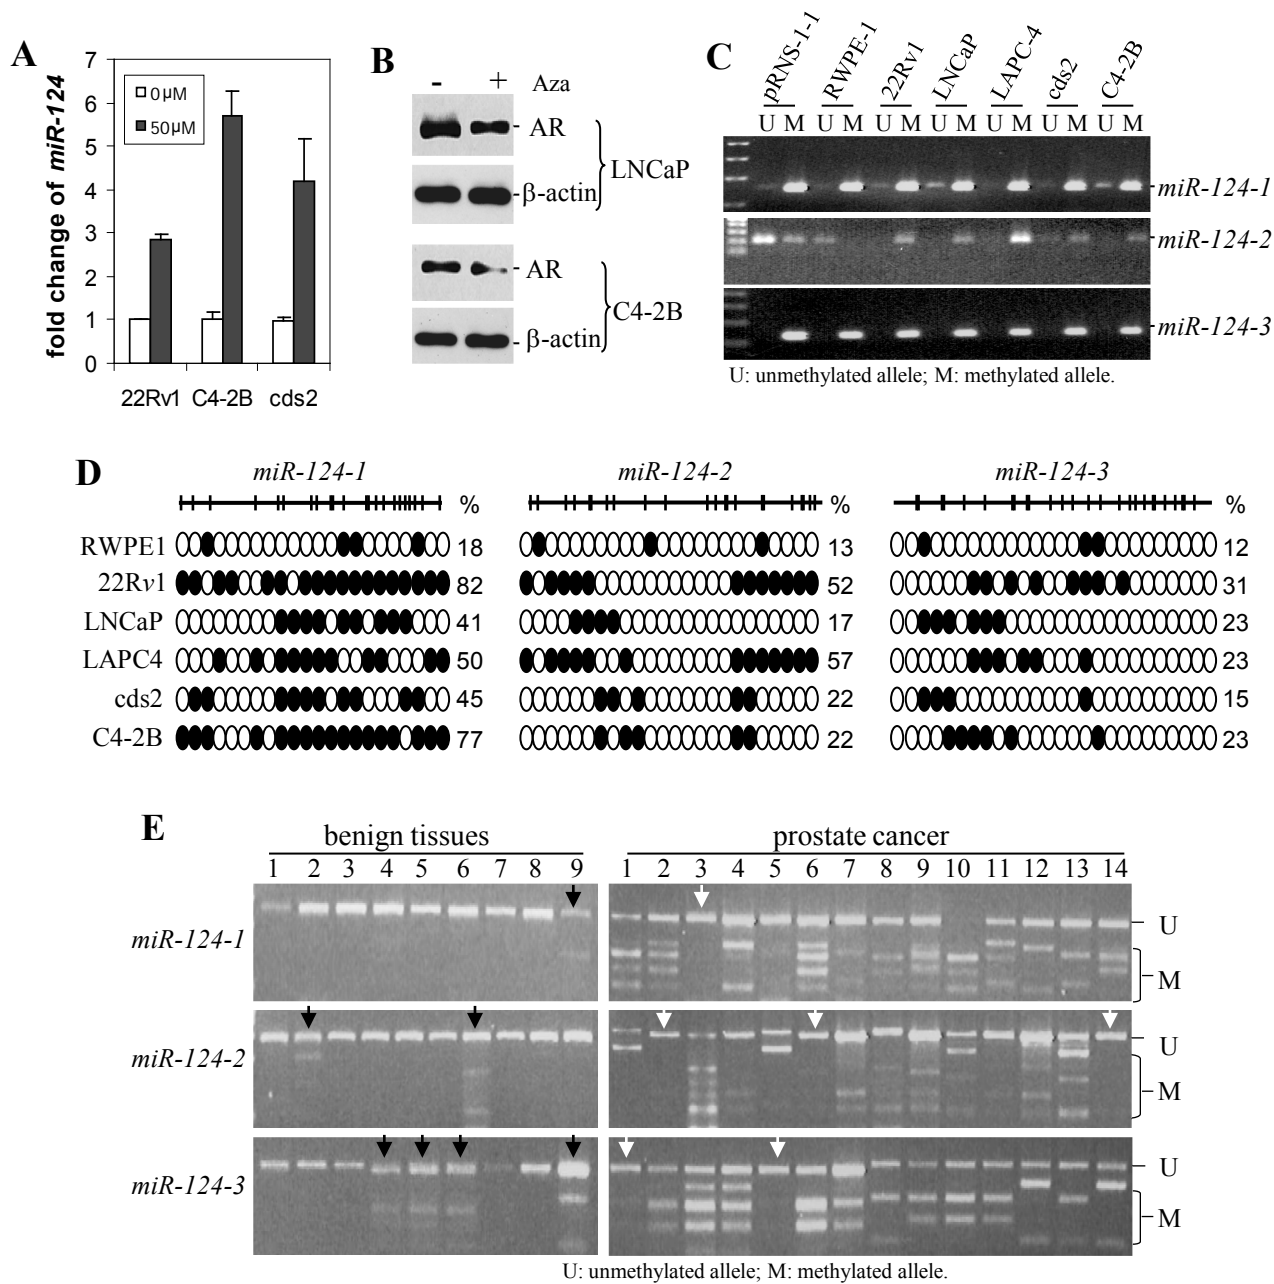 A
fold change of miR-124
7
6
5
4
3
2
1
0
0µM
50µM
22Rv1 C4-2B cds2
B
- + Aza
AR
β-actin
LNCaP
AR
β-actin
C4-2B
C
pRNS-1-1 RWPE-1 22Rv1 LNCaP LAPC-4 cds2 C4-2B
U M U M U M U M U M U M U M
miR-124-1
miR-124-2
miR-124-3
U: unmethylated allele; M: methylated allele.
D
miR-124-1 % miR-124-2 % miR-124-3 %
RWPE1 18 13 12
22Rv1 82 52 31
LNCaP 41 17 23
LAPC4 50 57 23
cds2 45 22 15
C4-2B 77 22 23
E
benign tissues prostate cancer
1 2 3 4 5 6 7 8 9 1 2 3 4 5 6 7 8 9 10 11 12 13 14
miR-124-1 U
M
miR-124-2 U
M
miR-124-3 U
M
U: unmethylated allele; M: methylated allele.